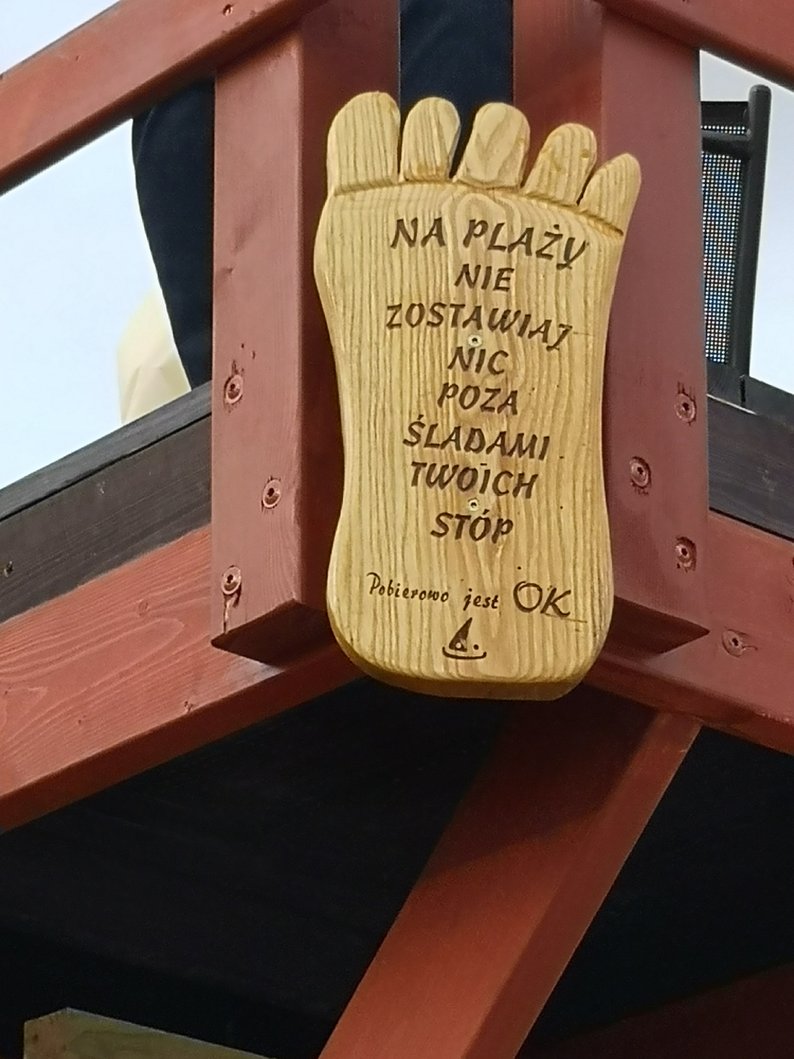 NA PLAŻY
NIE
ZOSTAWIAJ
NIC
POZA
ŚLADAMI
TWOICH
STÓP
Pobierowo jest OK